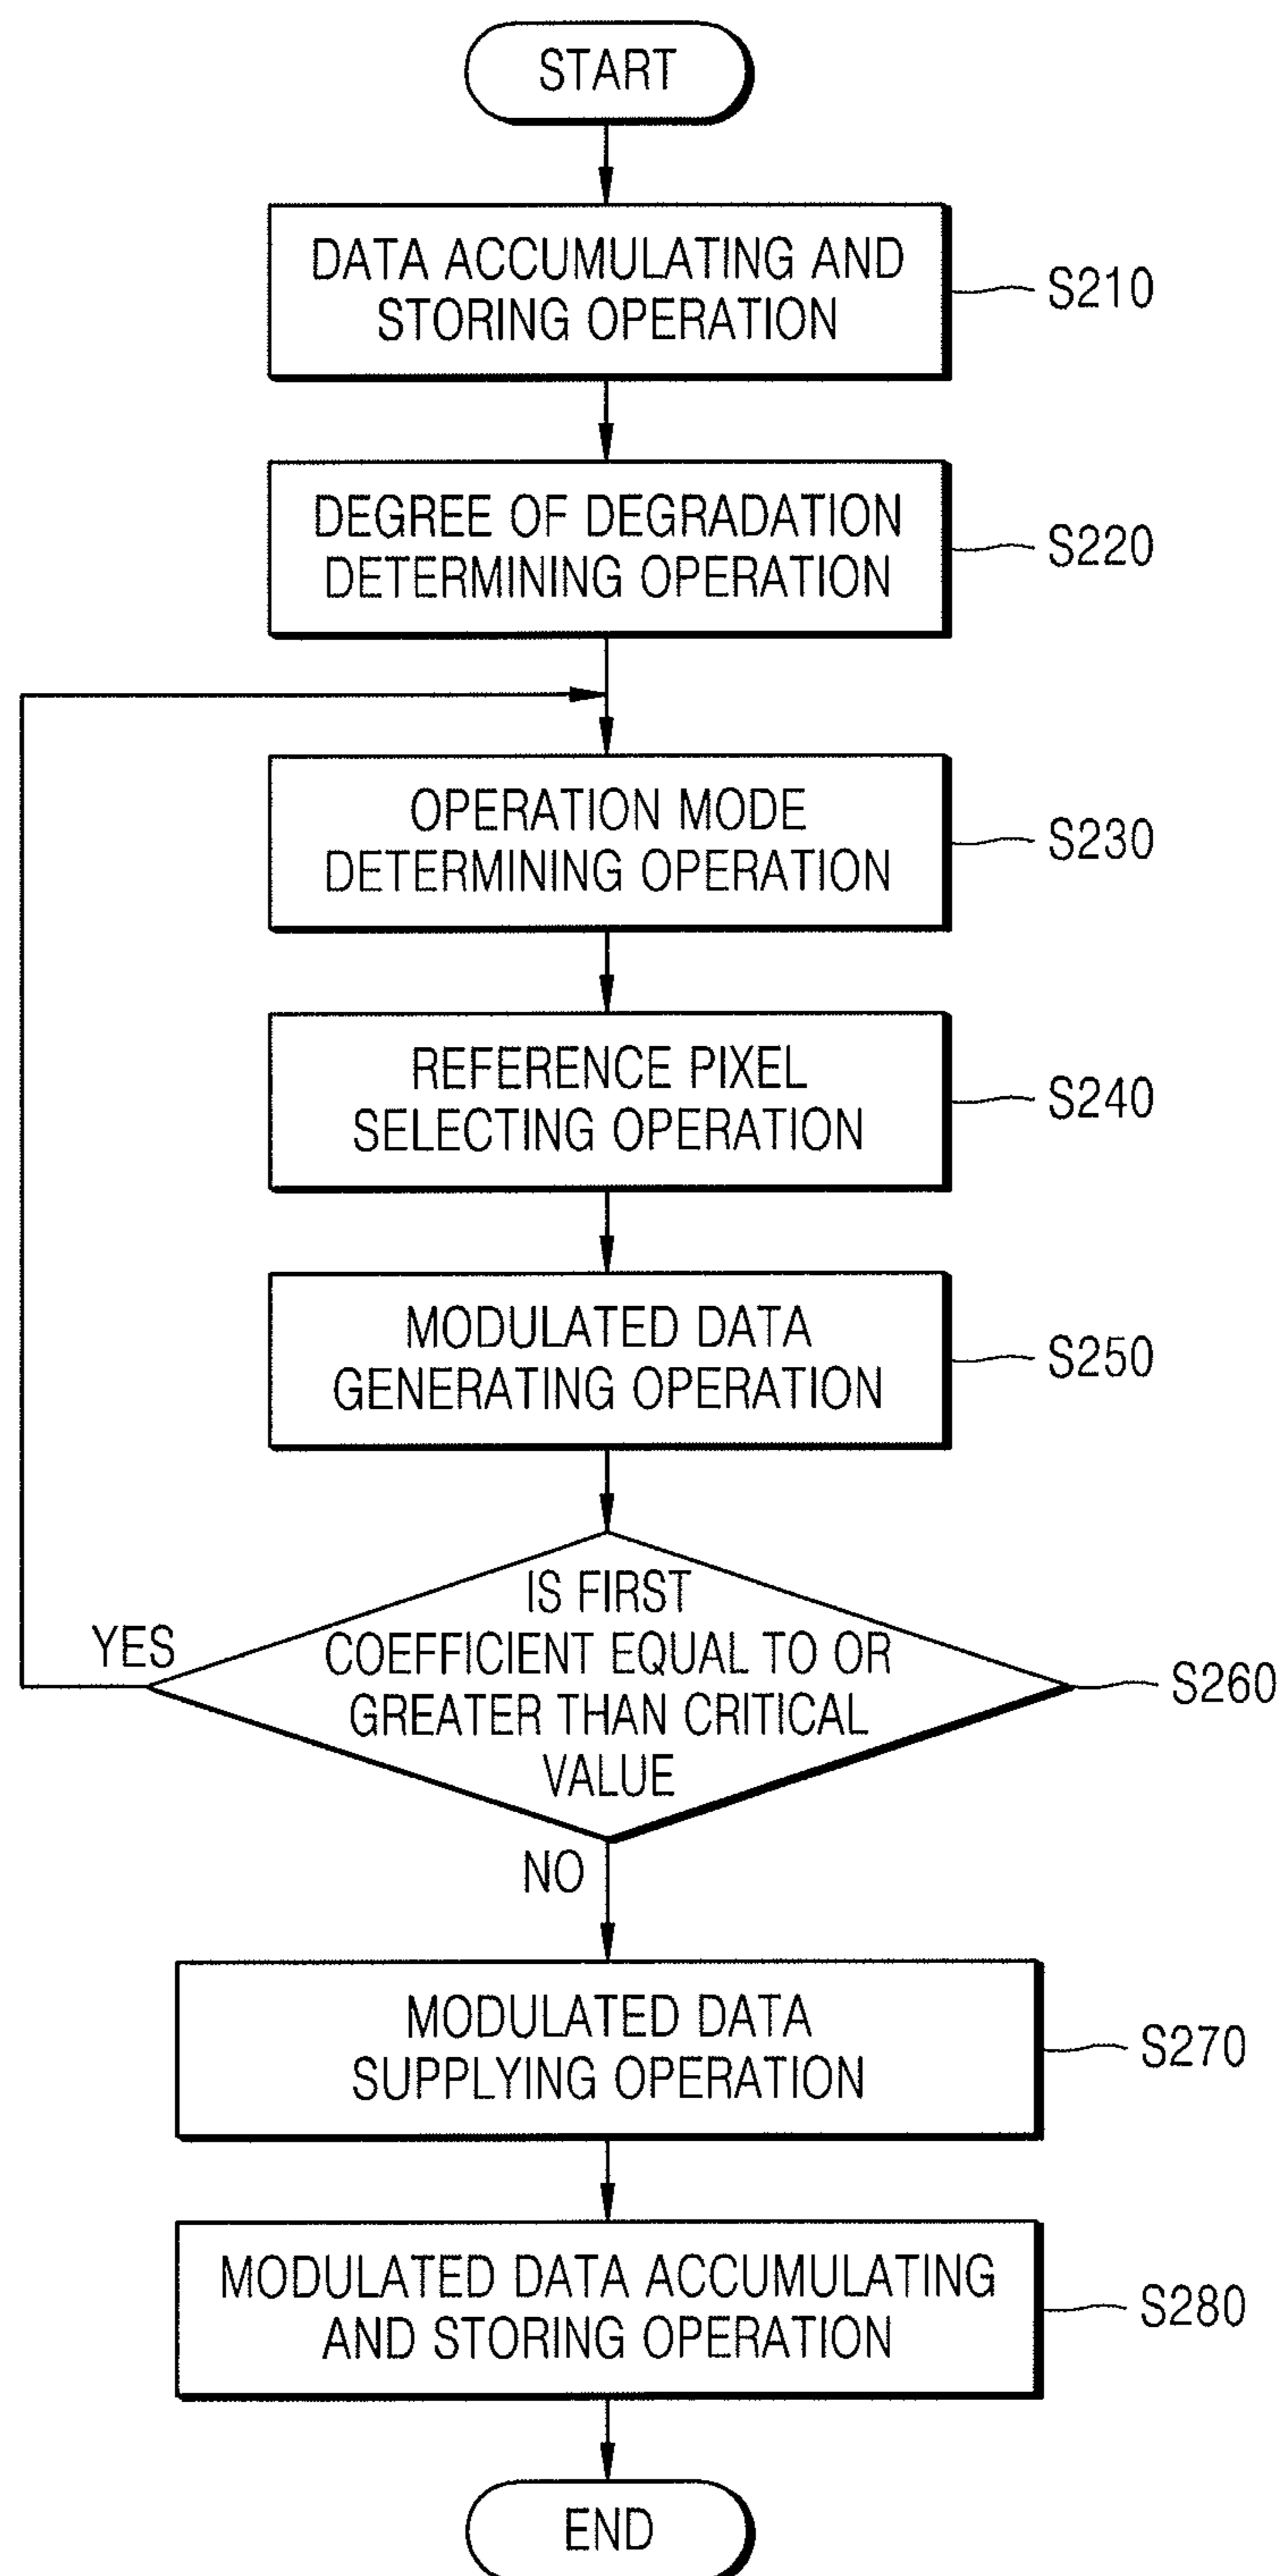 START
DATA ACCUMULATING AND
STORING OPERATION
S210
DEGREE OF DEGRADATION
DETERMINING OPERATION
S220
OPERATION MODE
DETERMINING OPERATION
S230
REFERENCE PIXEL
SELECTING OPERATION
S240
MODULATED DATA
GENERATING OPERATION
S250
IS FIRST
COEFFICIENT EQUAL TO OR
GREATER THAN CRITICAL
VALUE
YES
S260
NO
MODULATED DATA
SUPPLYING OPERATION
S270
MODULATED DATA ACCUMULATING
AND STORING OPERATION
S280
END